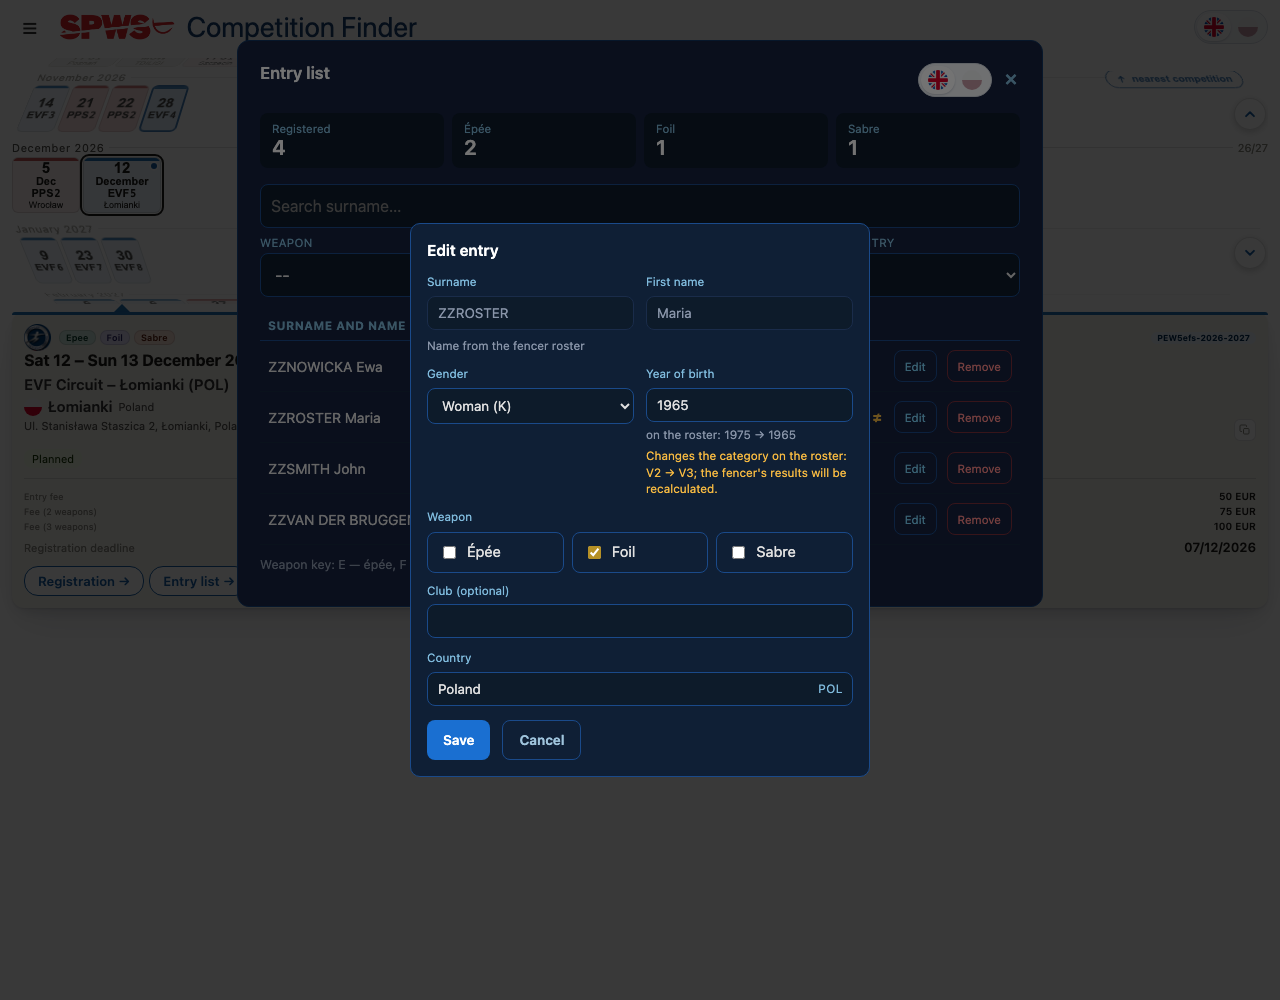 SPWS Competition Finder
November 2026
nearest competition
14
EVF3
21
PPS2
22
PPS2
28
EVF4
December 2026
26/27
5
Dec
PPS2
Wrocław
12
December
EVF5
Łomianki
January 2027
9
EVF6
23
EVF7
30
EVF8
Epee
Foil
Sabre
PEW5efs-2026-2027
Sat 12 – Sun 13 December 20
EVF Circuit – Łomianki (POL)
Łomianki Poland
Ul. Stanisława Staszica 2, Łomianki, Pola
Planned
Entry fee
50 EUR
Fee (2 weapons)
75 EUR
Fee (3 weapons)
100 EUR
Registration deadline
07/12/2026
Registration →
Entry list →
Entry list
×
Registered
4
Épée
2
Foil
1
Sabre
1
Search surname...
WEAPON
TRY
--
SURNAME AND NAME
ZZNOWICKA Ewa
Edit
Remove
ZZROSTER Maria
≠
Edit
Remove
ZZSMITH John
Edit
Remove
ZZVAN DER BRUGGEN
Edit
Remove
Weapon key: E — épée, F
Edit entry
Surname
First name
ZZROSTER
Maria
Name from the fencer roster
Gender
Year of birth
Woman (K)
1965
on the roster: 1975 → 1965
Changes the category on the roster:
V2 → V3; the fencer's results will be
recalculated.
Weapon
Épée
Foil
Sabre
Club (optional)
Country
Poland
POL
Save
Cancel